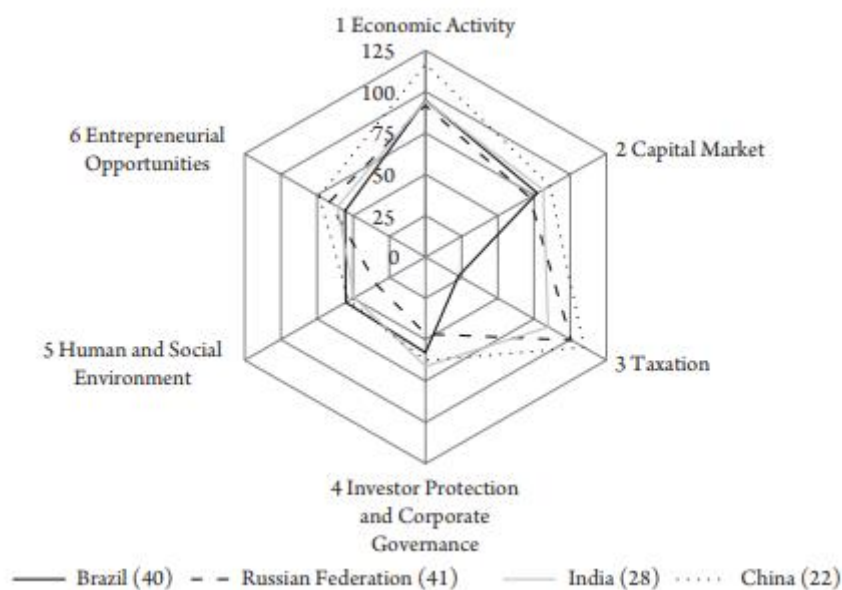 1 Economic Activity
125
100
75
50
25
0
6 Entrepreneurial
Opportunities
2 Capital Market
5 Human and Social
Environment
3 Taxation
4 Investor Protection
and Corporate
Governance
Brazil (40) Russian Federation (41) India (28) China (22)